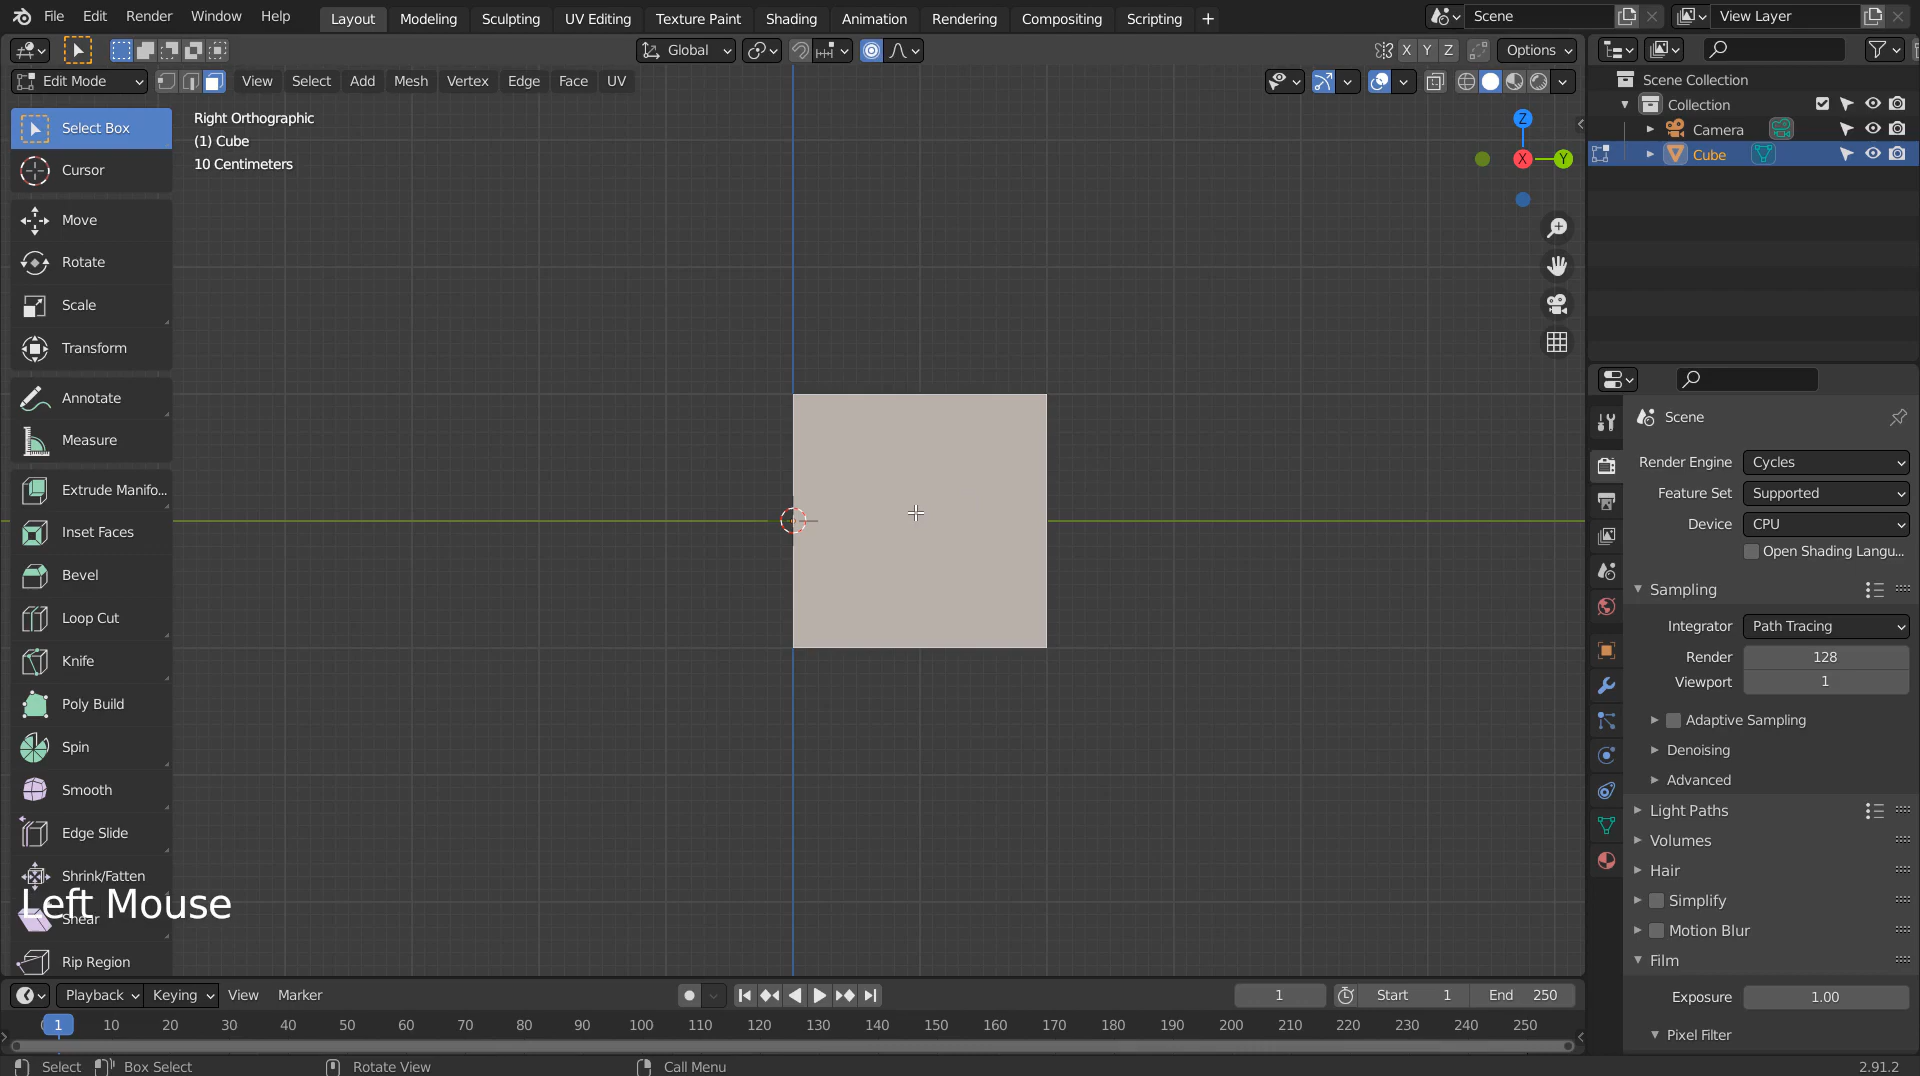 File Edit Render Window Help Layout Modeling Sculpting UV Editing Texture Paint Shading Animation Rendering Compositing Scripting + Scene View Layer
Global X Y Z Options
Edit Mode View Select Add Mesh Vertex Edge Face UV
Scene Collection
Collection
Camera
Cube
Right Orthographic
(1) Cube
10 Centimeters
Z
X
Y
Select Box
Cursor
Move
Rotate
Scale
Transform
Annotate
Measure
Extrude Manifo...
Inset Faces
Bevel
Loop Cut
Knife
Poly Build
Spin
Smooth
Edge Slide
Shrink/Fatten
Left Mouse
Shear
Rip Region
Scene
Render Engine Cycles
Feature Set Supported
Device CPU
Open Shading Langu...
Sampling
Integrator Path Tracing
Render 128
Viewport 1
Adaptive Sampling
Denoising
Advanced
Light Paths
Volumes
Hair
Simplify
Motion Blur
Film
Exposure 1.00
Pixel Filter
Playback Keying View Marker 1 Start 1 End 250
1 10 20 30 40 50 60 70 80 90 100 110 120 130 140 150 160 170 180 190 200 210 220 230 240 250
Select Box Select Rotate View Call Menu 2.91.2